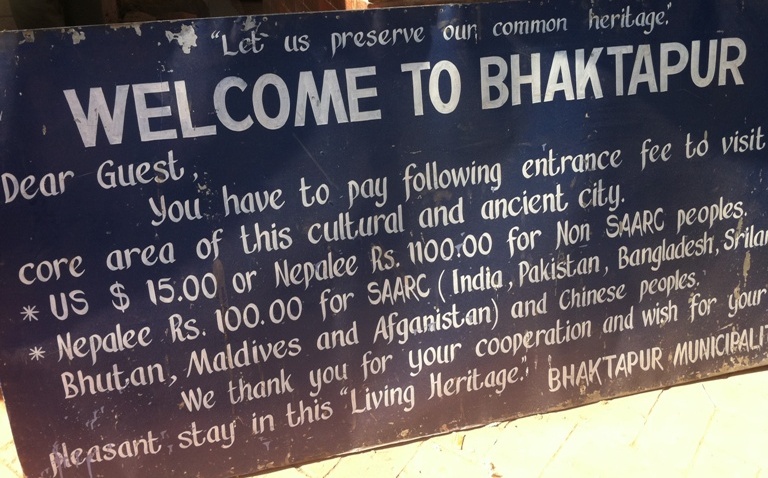 "Let us preserve our common heritage."
WELCOME TO BHAKTAPUR
Dear Guest,
You have to pay following entrance fee to visit
core area of this cultural and ancient city.
* US $ 15.00 or Nepalee Rs. 1100.00 for Non SAARC peoples.
* Nepalee Rs. 100.00 for SAARC (India, Pakistan, Bangladesh, Srilan
Bhutan, Maldives and Afganistan) and Chinese peoples.
We thank you for your cooperation and wish for your
pleasant stay in this "Living Heritage."
BHAKTAPUR MUNICIPALIT